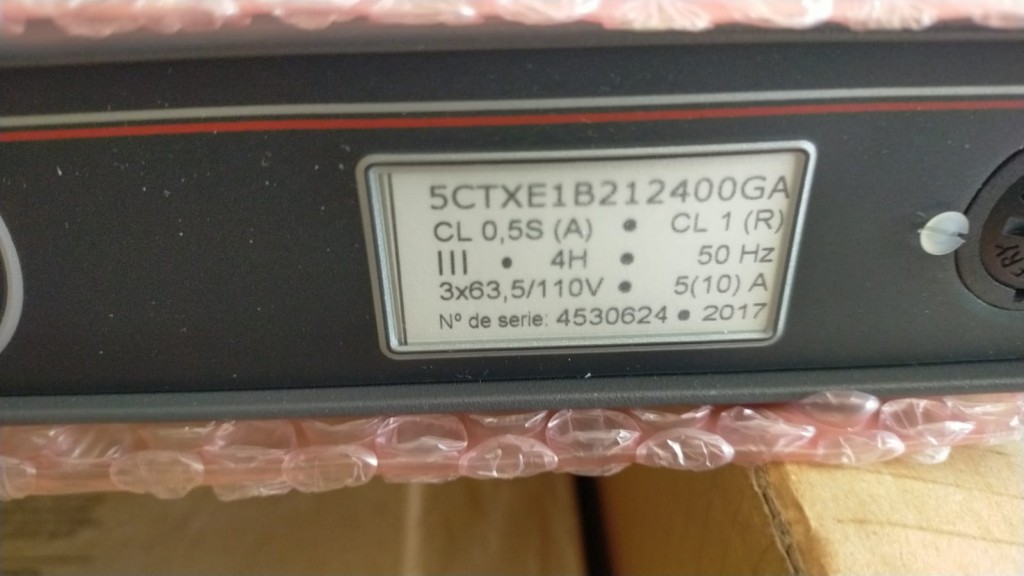 5CTXE1B212400GA
CL 0,5S (A) • CL 1 (R)
III • 4H • 50 Hz
3x63,5/110V • 5(10) A
Nº de serie: 4530624 • 2017